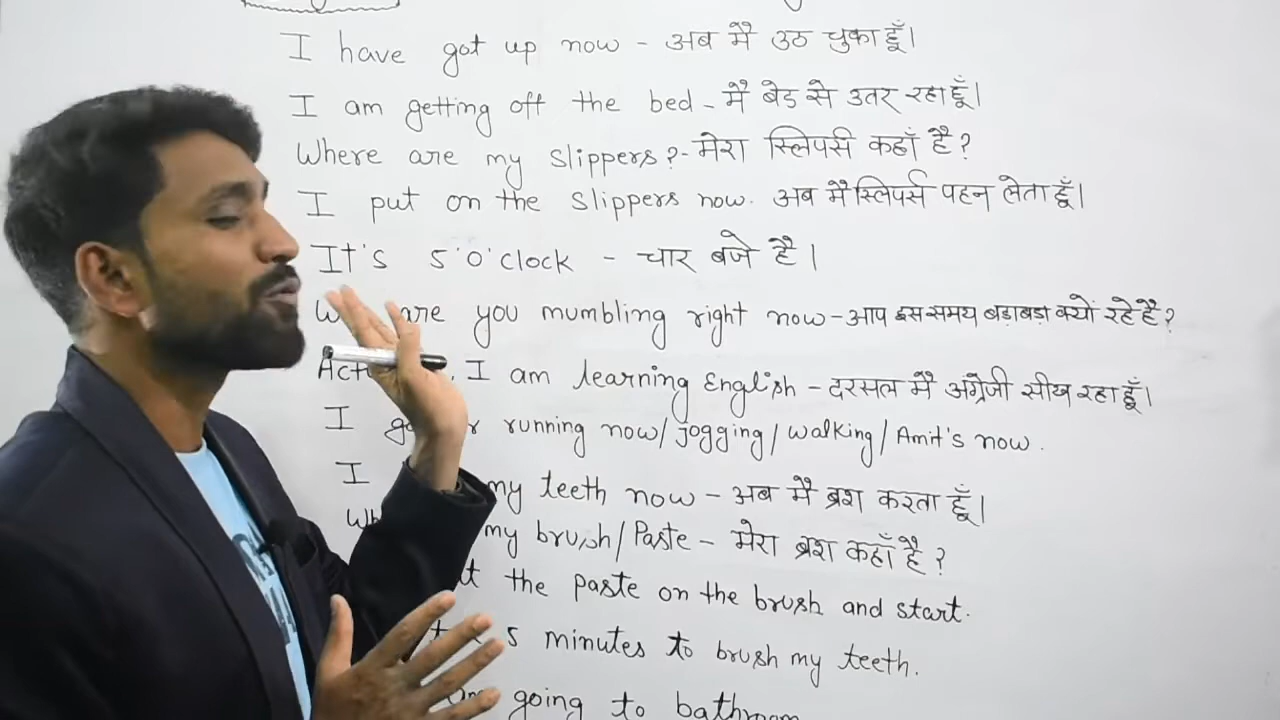 I have got up now - अब मैं उठ चुका हूँ।
I am getting off the bed - मैं बेड से उतर रहा हूँ।
Where are my slippers? - मेरा स्लिपर्स कहाँ है?
I put on the slippers now. अब मैं स्लिपर्स पहन लेता हूँ।
It's 5'O'clock - चार बजे है।
are you mumbling right now - आप इस समय बड़ाबड़ा क्यों रहे हैं?
I am learning English - दरसल मैं अंग्रेजी सीख रहा हूँ।
I running now/Jogging/Walking/Amit's now.
I my teeth now - अब मैं ब्रश करता हूँ।
my brush/Paste - मेरा ब्रश कहाँ है?
the paste on the brush and start.
5 minutes to brush my teeth.
going to bathroom